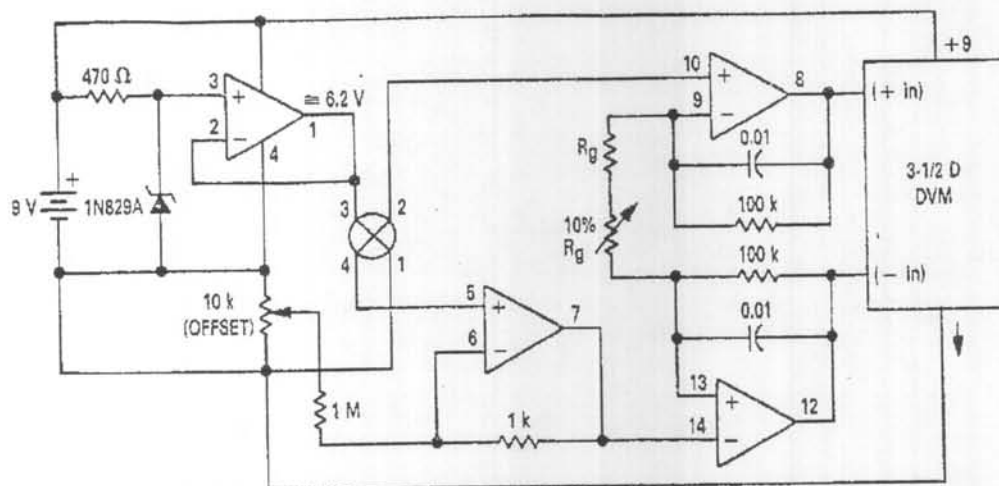 +9
470 Ω
3
+
≅ 6.2 V
2
−
1
4
10
+
8
(+ in)
9
−
0.01
Rg
3-1/2 D
DVM
9 V
+
1N829A
3
2
100 k
10%
Rg
100 k
4
1
(− in)
10 k
(OFFSET)
5
+
7
0.01
6
−
1 M
13
+
12
1 k
14
−